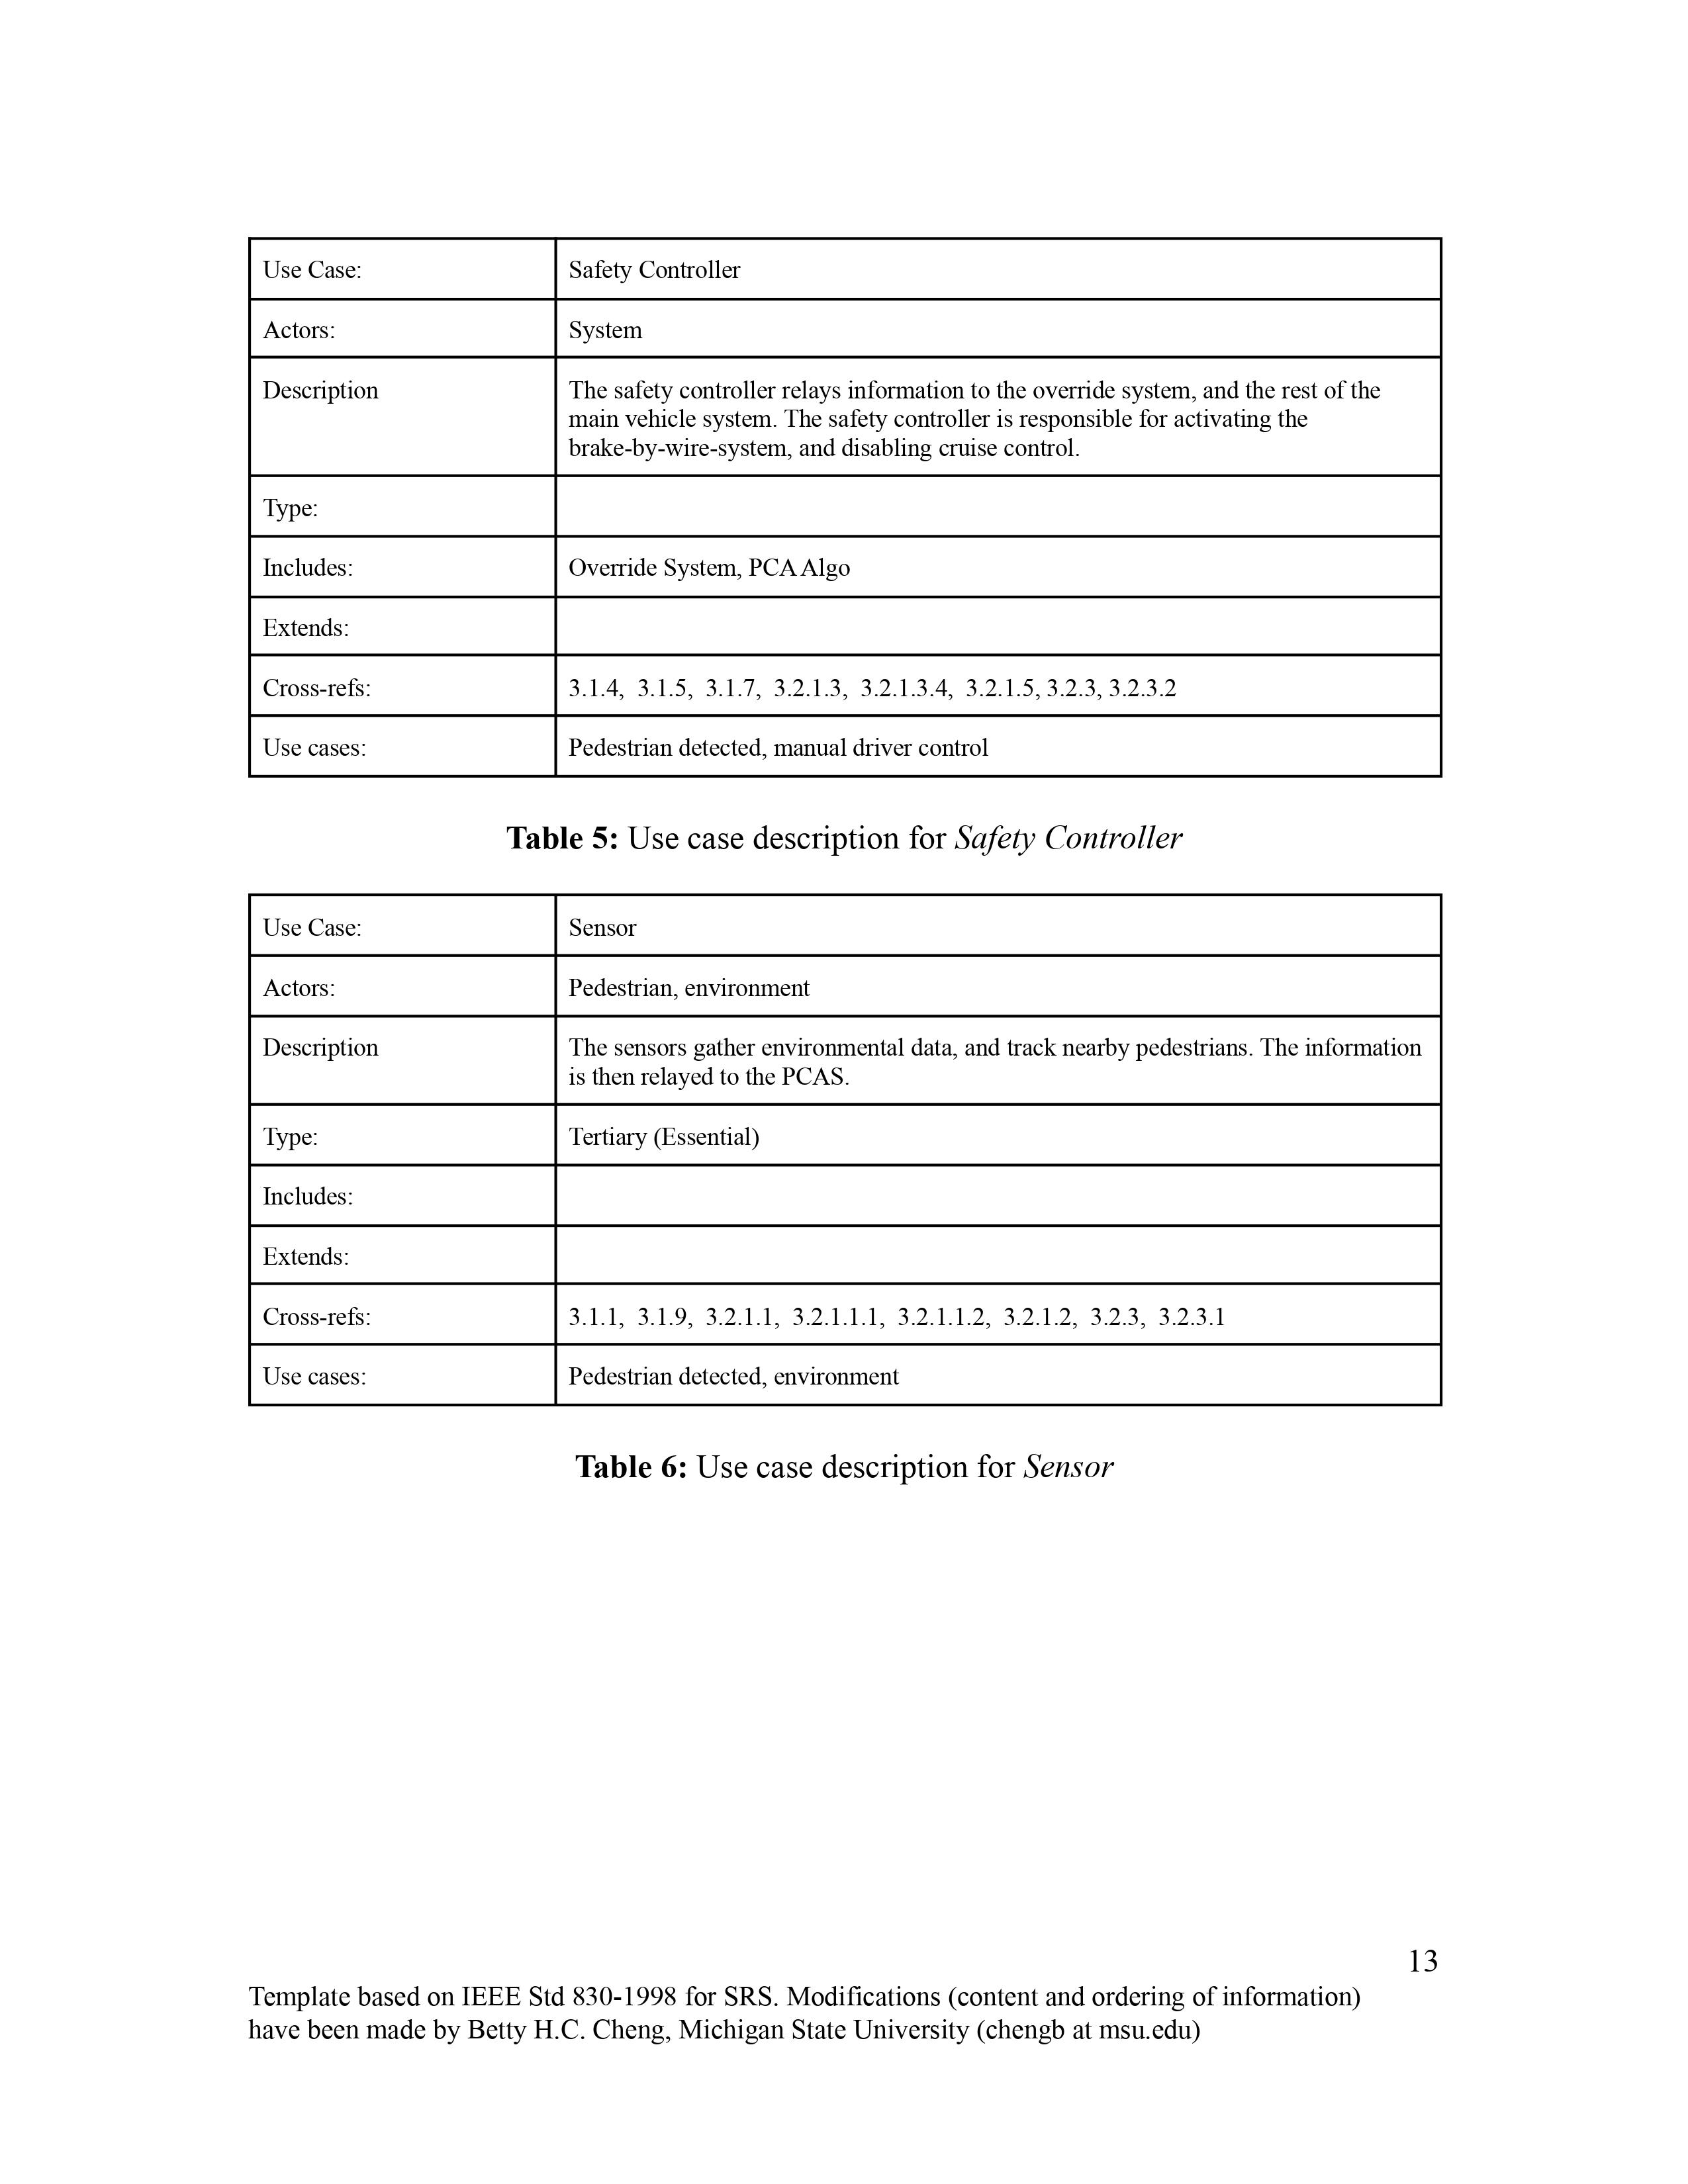 Use Case: Safety Controller
Actors: System
Description The safety controller relays information to the override system, and the rest of the
main vehicle system. The safety controller is responsible for activating the
brake-by-wire-system, and disabling cruise control.
Type:
Includes: Override System, PCA Algo
Extends:
Cross-refs: 3.1.4, 3.1.5, 3.1.7, 3.2.1.3, 3.2.1.3.4, 3.2.1.5, 3.2.3, 3.2.3.2
Use cases: Pedestrian detected, manual driver control
Table 5: Use case description for Safety Controller
Use Case: Sensor
Actors: Pedestrian, environment
Description The sensors gather environmental data, and track nearby pedestrians. The information
is then relayed to the PCAS.
Type: Tertiary (Essential)
Includes:
Extends:
Cross-refs: 3.1.1, 3.1.9, 3.2.1.1, 3.2.1.1.1, 3.2.1.1.2, 3.2.1.2, 3.2.3, 3.2.3.1
Use cases: Pedestrian detected, environment
Table 6: Use case description for Sensor
13
Template based on IEEE Std 830-1998 for SRS. Modifications (content and ordering of information)
have been made by Betty H.C. Cheng, Michigan State University (chengb at msu.edu)